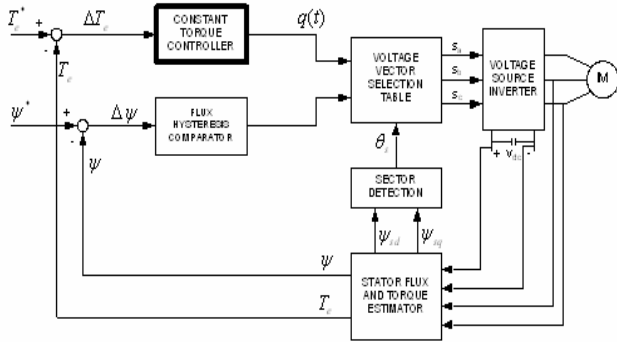 T_e* + - ΔT_e
CONSTANT TORQUE CONTROLLER
q(t)
T_e
ψ* + - Δψ
FLUX HYSTERESIS COMPARATOR
ψ
VOLTAGE VECTOR SELECTION TABLE
S_a
S_b
S_c
VOLTAGE SOURCE INVERTER
M
+ V_dc -
θ_s
SECTOR DETECTION
ψ_sd ψ_sq
ψ
T_e
STATOR FLUX AND TORQUE ESTIMATOR